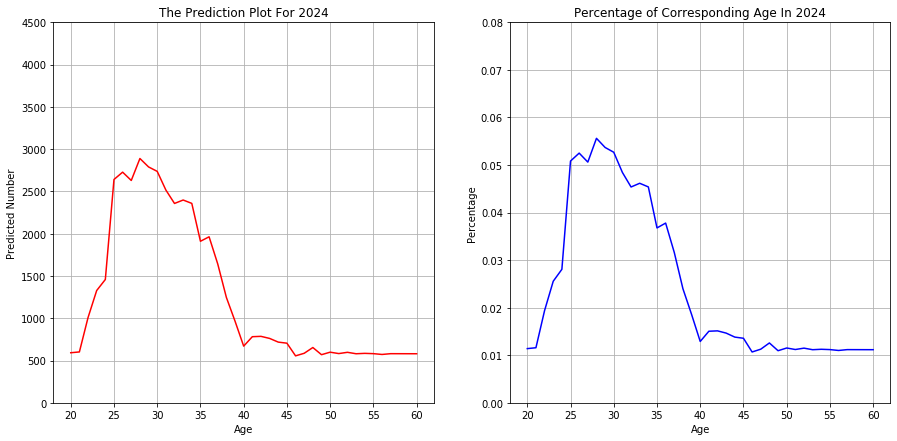 The Prediction Plot For 2024
4500
4000
3500
3000
2500
2000
1500
1000
500
0
Predicted Number
20 25 30 35 40 45 50 55 60
Age
Percentage of Corresponding Age In 2024
0.08
0.07
0.06
0.05
0.04
0.03
0.02
0.01
0.00
Percentage
20 25 30 35 40 45 50 55 60
Age